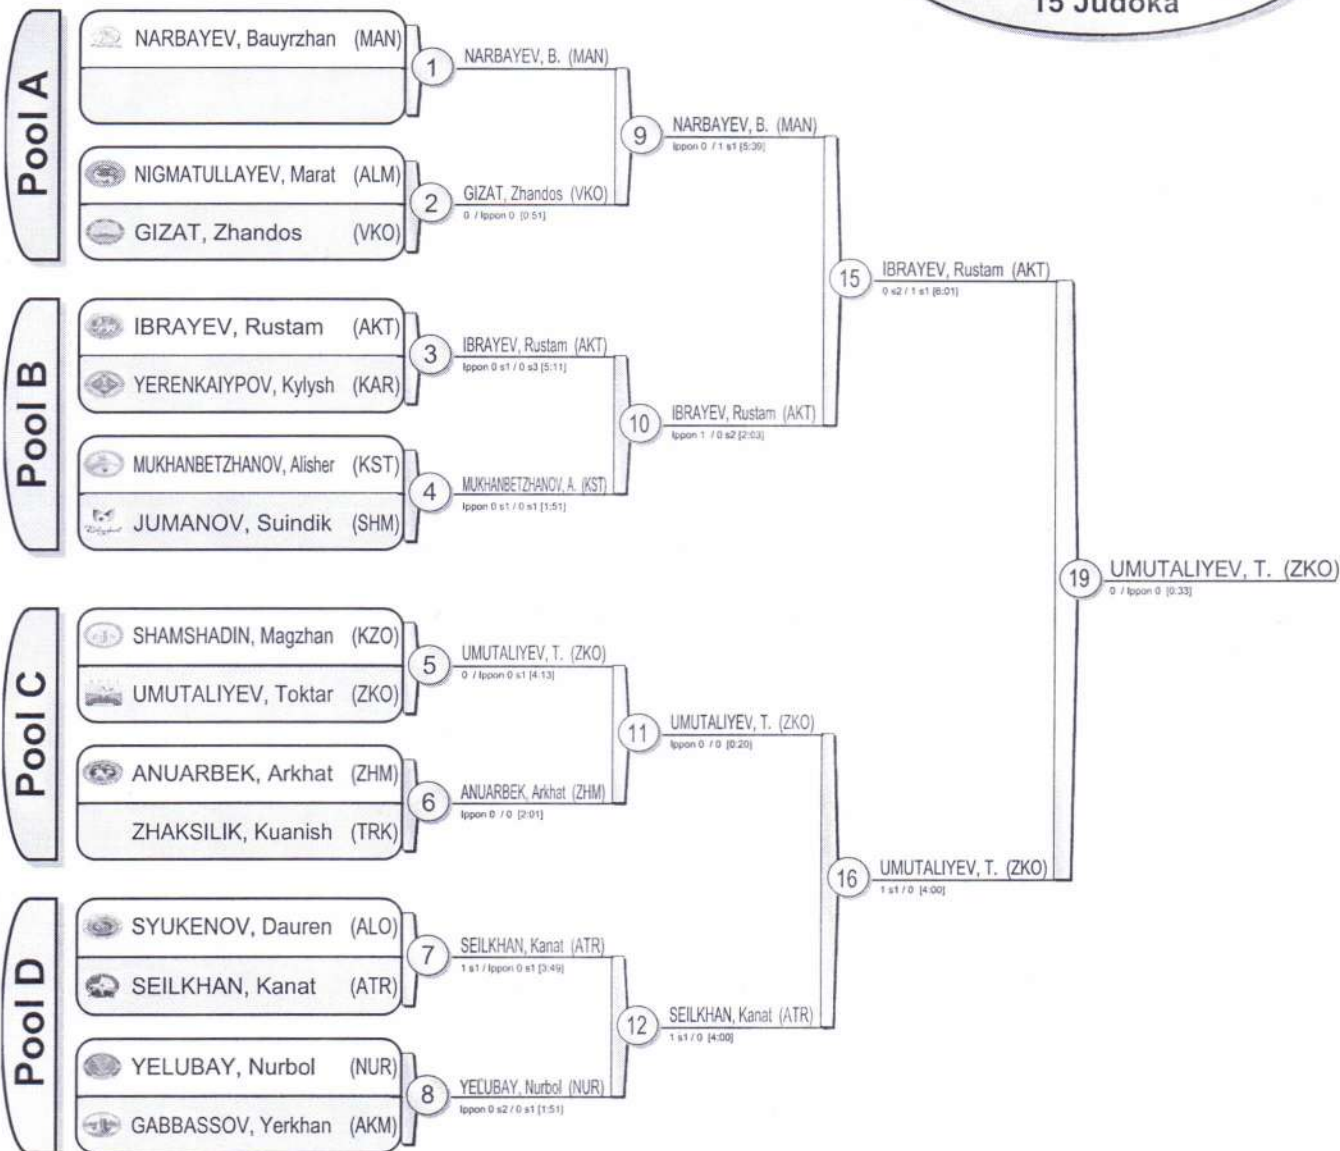 15 Judoka
Pool A
NARBAYEV, Bauyrzhan (MAN)
NIGMATULLAYEV, Marat (ALM)
GIZAT, Zhandos (VKO)
Pool B
IBRAYEV, Rustam (AKT)
YERENKAIYPOV, Kylysh (KAR)
MUKHANBETZHANOV, Alisher (KST)
JUMANOV, Suindik (SHM)
Pool C
SHAMSHADIN, Magzhan (KZO)
UMUTALIYEV, Toktar (ZKO)
ANUARBEK, Arkhat (ZHM)
ZHAKSILIK, Kuanish (TRK)
Pool D
SYUKENOV, Dauren (ALO)
SEILKHAN, Kanat (ATR)
YELUBAY, Nurbol (NUR)
GABBASSOV, Yerkhan (AKM)
1
NARBAYEV, B. (MAN)
2
GIZAT, Zhandos (VKO)
0 / Ippon 0 [0:51]
3
IBRAYEV, Rustam (AKT)
Ippon 0 s1 / 0 s3 [5:11]
4
MUKHANBETZHANOV, A. (KST)
Ippon 0 s1 / 0 s1 [1:51]
5
UMUTALIYEV, T. (ZKO)
0 / Ippon 0 s1 [4:13]
6
ANUARBEK, Arkhat (ZHM)
Ippon 0 / 0 [2:01]
7
SEILKHAN, Kanat (ATR)
1 s1 / Ippon 0 s1 [3:49]
8
YELUBAY, Nurbol (NUR)
Ippon 0 s2 / 0 s1 [1:51]
9
NARBAYEV, B. (MAN)
Ippon 0 / 1 s1 [5:39]
10
IBRAYEV, Rustam (AKT)
Ippon 1 / 0 s2 [2:03]
11
UMUTALIYEV, T. (ZKO)
Ippon 0 / 0 [0:20]
12
SEILKHAN, Kanat (ATR)
1 s1 / 0 [4:00]
15
IBRAYEV, Rustam (AKT)
0 s2 / 1 s1 [6:01]
16
UMUTALIYEV, T. (ZKO)
1 s1 / 0 [4:00]
19
UMUTALIYEV, T. (ZKO)
0 / Ippon 0 [0:33]